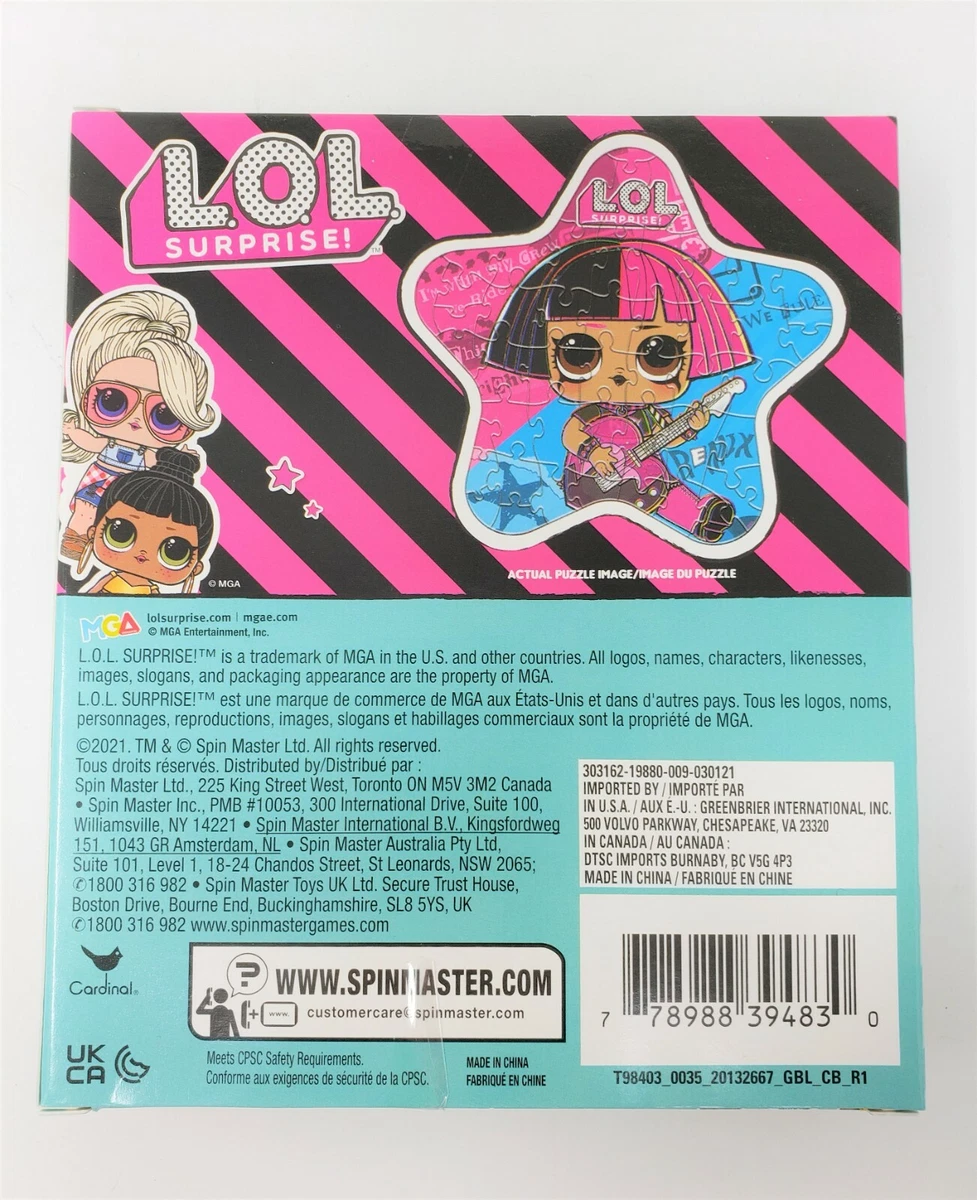 L.O.L.
SURPRISE!™
L.O.L.
SURPRISE!
WE RULE
REMIX
© MGA
ACTUAL PUZZLE IMAGE/IMAGE DU PUZZLE
MGA
lolsurprise.com | mgae.com
© MGA Entertainment, Inc.
L.O.L. SURPRISE!™ is a trademark of MGA in the U.S. and other countries. All logos, names, characters, likenesses,
images, slogans, and packaging appearance are the property of MGA.
L.O.L. SURPRISE!™ est une marque de commerce de MGA aux États-Unis et dans d'autres pays. Tous les logos, noms,
personnages, reproductions, images, slogans et habillages commerciaux sont la propriété de MGA.
©2021. TM & © Spin Master Ltd. All rights reserved.
Tous droits réservés. Distributed by/Distribué par :
Spin Master Ltd., 225 King Street West, Toronto ON M5V 3M2 Canada
• Spin Master Inc., PMB #10053, 300 International Drive, Suite 100,
Williamsville, NY 14221 • Spin Master International B.V., Kingsfordweg
151, 1043 GR Amsterdam, NL • Spin Master Australia Pty Ltd,
Suite 101, Level 1, 18-24 Chandos Street, St Leonards, NSW 2065;
✆1800 316 982 • Spin Master Toys UK Ltd. Secure Trust House,
Boston Drive, Bourne End, Buckinghamshire, SL8 5YS, UK
✆1800 316 982 www.spinmastergames.com
303162-19880-009-030121
IMPORTED BY / IMPORTÉ PAR
IN U.S.A. / AUX É.-U. : GREENBRIER INTERNATIONAL, INC.
500 VOLVO PARKWAY, CHESAPEAKE, VA 23320
IN CANADA / AU CANADA :
DTSC IMPORTS BURNABY, BC V5G 4P3
MADE IN CHINA / FABRIQUÉ EN CHINE
Cardinal®
?
WWW.SPINMASTER.COM
+ www.
customercare@spinmaster.com
7 78988 39483 0
UK
CA
Meets CPSC Safety Requirements.
Conforme aux exigences de sécurité de la CPSC.
MADE IN CHINA
FABRIQUÉ EN CHINE
T98403_0035_20132667_GBL_CB_R1